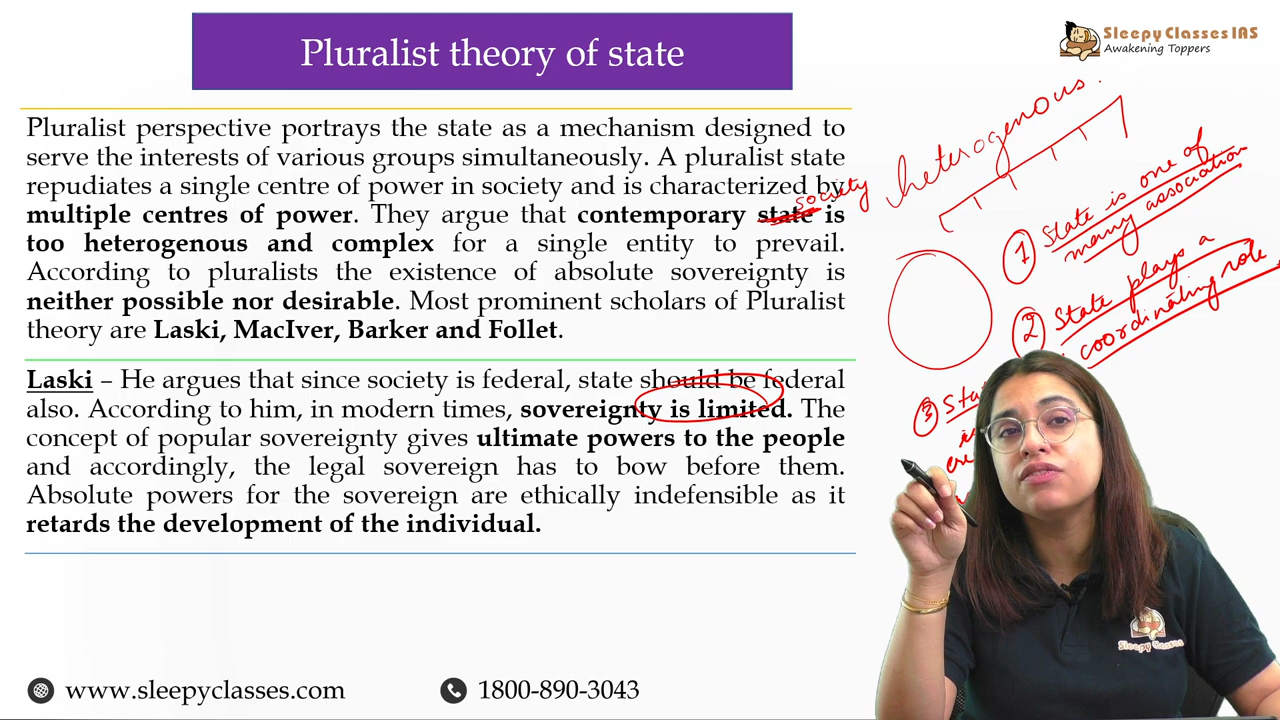 Pluralist theory of state
Sleepy Classes IAS
Awakening Toppers
Pluralist perspective portrays the state as a mechanism designed to
serve the interests of various groups simultaneously. A pluralist state
repudiates a single centre of power in society and is characterized by
multiple centres of power. They argue that contemporary state is
society
too heterogenous and complex for a single entity to prevail.
According to pluralists the existence of absolute sovereignty is
neither possible nor desirable. Most prominent scholars of Pluralist
theory are Laski, MacIver, Barker and Follet.
Laski – He argues that since society is federal, state should be federal
also. According to him, in modern times, sovereignty is limited. The
concept of popular sovereignty gives ultimate powers to the people
and accordingly, the legal sovereign has to bow before them.
Absolute powers for the sovereign are ethically indefensible as it
retards the development of the individual.
heterogenous.
1 State is one of
many association
2 State plays a
coordinating role
3
Sleepy Classes
www.sleepyclasses.com
1800-890-3043